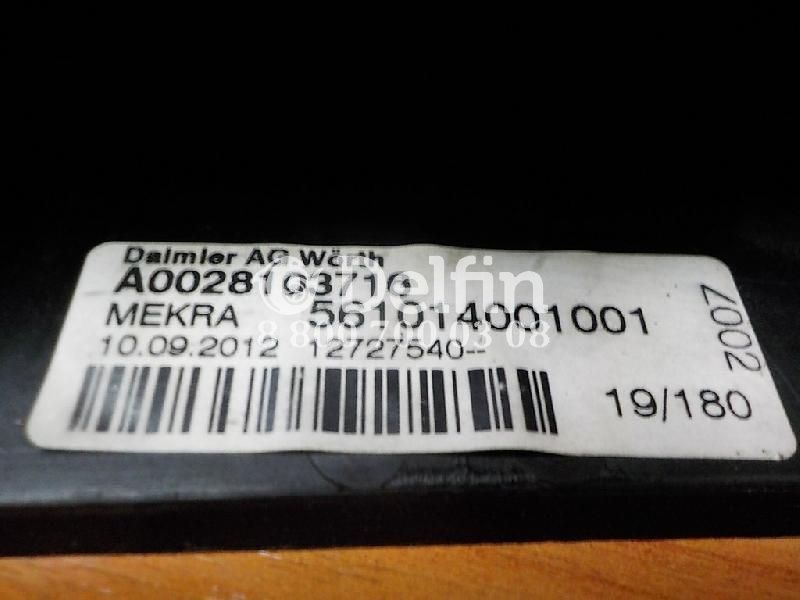 Daimler AG Wörth
A0028103716
MEKRA 561014001001
10.09.2012 12727540--
19/180
2007
Delfin
8 800 700 03 08